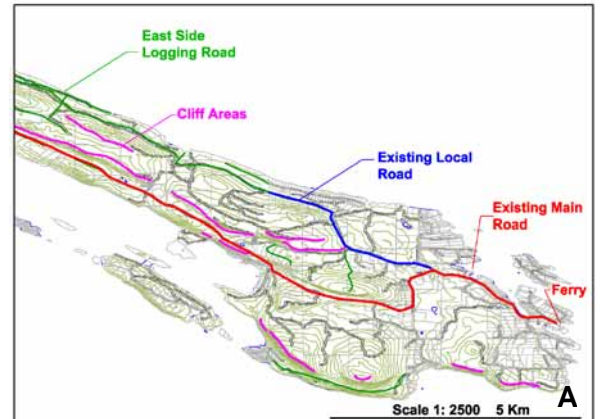 East Side
Logging Road
Cliff Areas
Existing Local
Road
Existing Main
Road
Ferry
A
Scale 1: 2500 5 Km